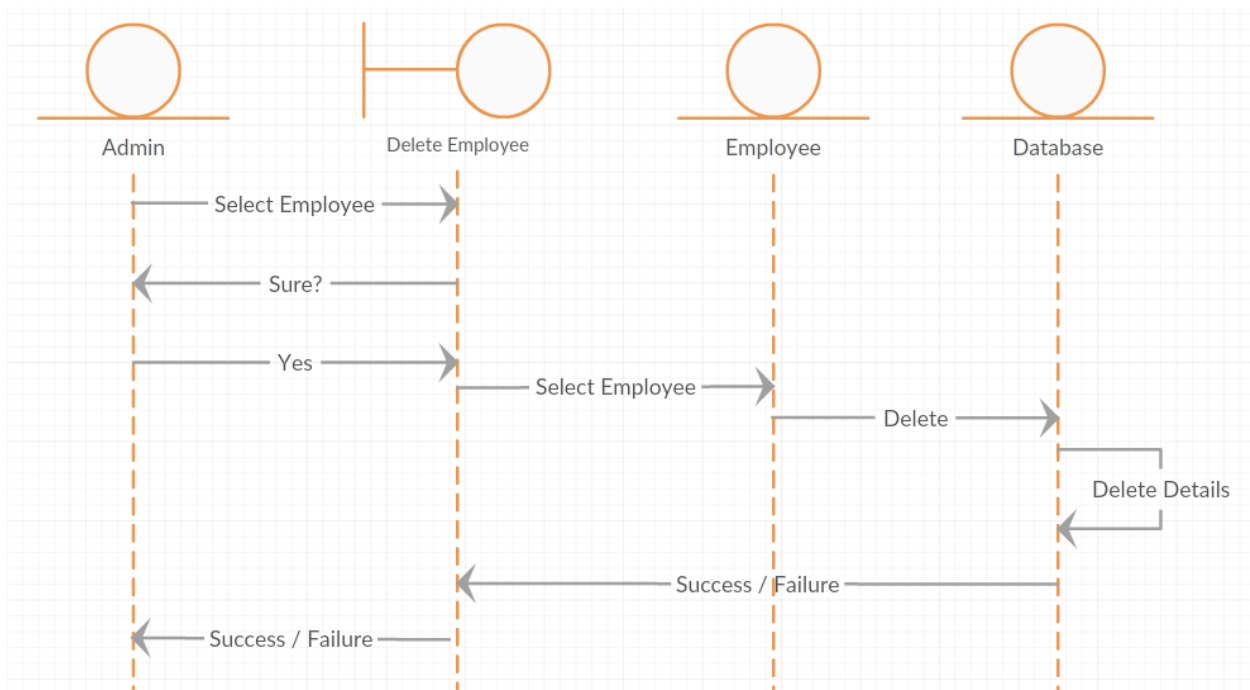 Admin
Delete Employee
Employee
Database
Select Employee
Sure?
Yes
Select Employee
Delete
Delete Details
Success / Failure
Success / Failure